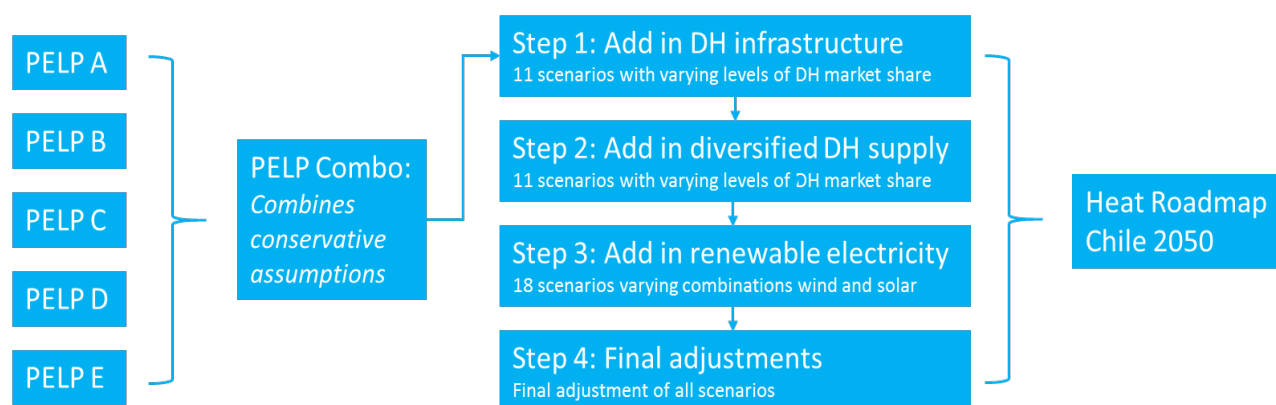 PELP A
PELP B
PELP C
PELP D
PELP E
PELP Combo:
Combines
conservative
assumptions
Step 1: Add in DH infrastructure
11 scenarios with varying levels of DH market share
Step 2: Add in diversified DH supply
11 scenarios with varying levels of DH market share
Step 3: Add in renewable electricity
18 scenarios varying combinations wind and solar
Step 4: Final adjustments
Final adjustment of all scenarios
Heat Roadmap
Chile 2050